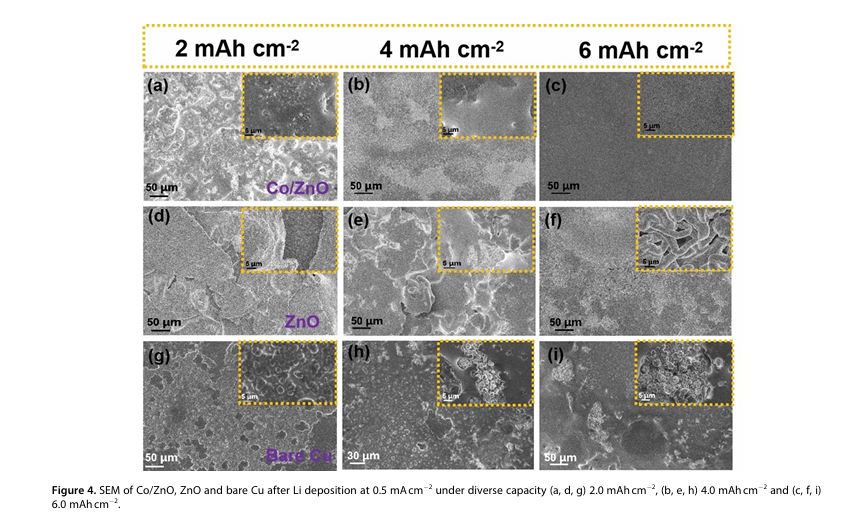 2 mAh cm-2 4 mAh cm-2 6 mAh cm-2
(a) 5 µm 50 µm Co/ZnO
(b) 5 µm 50 µm
(c) 5 µm 50 µm
(d) 5 µm 50 µm ZnO
(e) 5 µm 50 µm
(f) 5 µm 50 µm
(g) 5 µm 50 µm Bare Cu
(h) 5 µm 30 µm
(i) 5 µm 50 µm
Figure 4. SEM of Co/ZnO, ZnO and bare Cu after Li deposition at 0.5 mA cm−2 under diverse capacity (a, d, g) 2.0 mAh cm−2, (b, e, h) 4.0 mAh cm−2 and (c, f, i)
6.0 mAh cm−2.